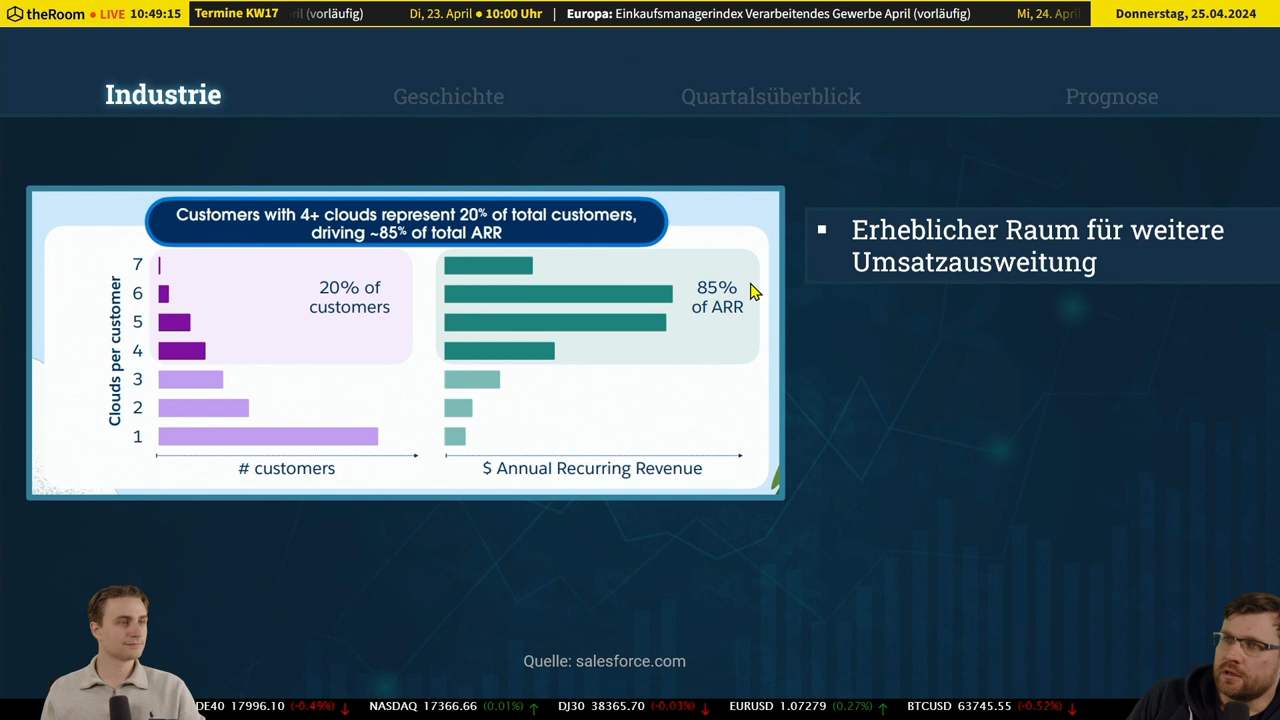 theRoom LIVE 10:49:15
Termine KW17
ril (vorläufig)
Di, 23. April ● 10:00 Uhr | Europa: Einkaufsmanagerindex Verarbeitendes Gewerbe April (vorläufig)
Mi, 24. April
Donnerstag, 25.04.2024
Industrie
Geschichte
Quartalsüberblick
Prognose
Customers with 4+ clouds represent 20% of total customers,
driving ~85% of total ARR
Clouds per customer
7
6
5
4
3
2
1
20% of
customers
# customers
85%
of ARR
$ Annual Recurring Revenue
▪ Erheblicher Raum für weitere
Umsatzausweitung
Quelle: salesforce.com
DE40 17996.10 (-0.49%) ↓ NASDAQ 17366.66 (0.01%) ↑ DJ30 38365.70 (-0.03%) ↓ EURUSD 1.07279 (0.27%) ↑ BTCUSD 63745.55 (-0.52%) ↓